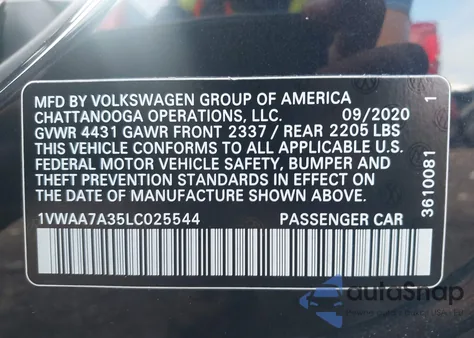 MFD BY VOLKSWAGEN GROUP OF AMERICA
CHATTANOOGA OPERATIONS, LLC. 09/2020
GVWR 4431 GAWR FRONT 2337 / REAR 2205 LBS
THIS VEHICLE CONFORMS TO ALL APPLICABLE U.S.
FEDERAL MOTOR VEHICLE SAFETY, BUMPER AND
THEFT PREVENTION STANDARDS IN EFFECT ON
THE DATE OF MANUFACTURE SHOWN ABOVE.
1VWAA7A35LC025544 PASSENGER CAR
3610081 1
autoSnap